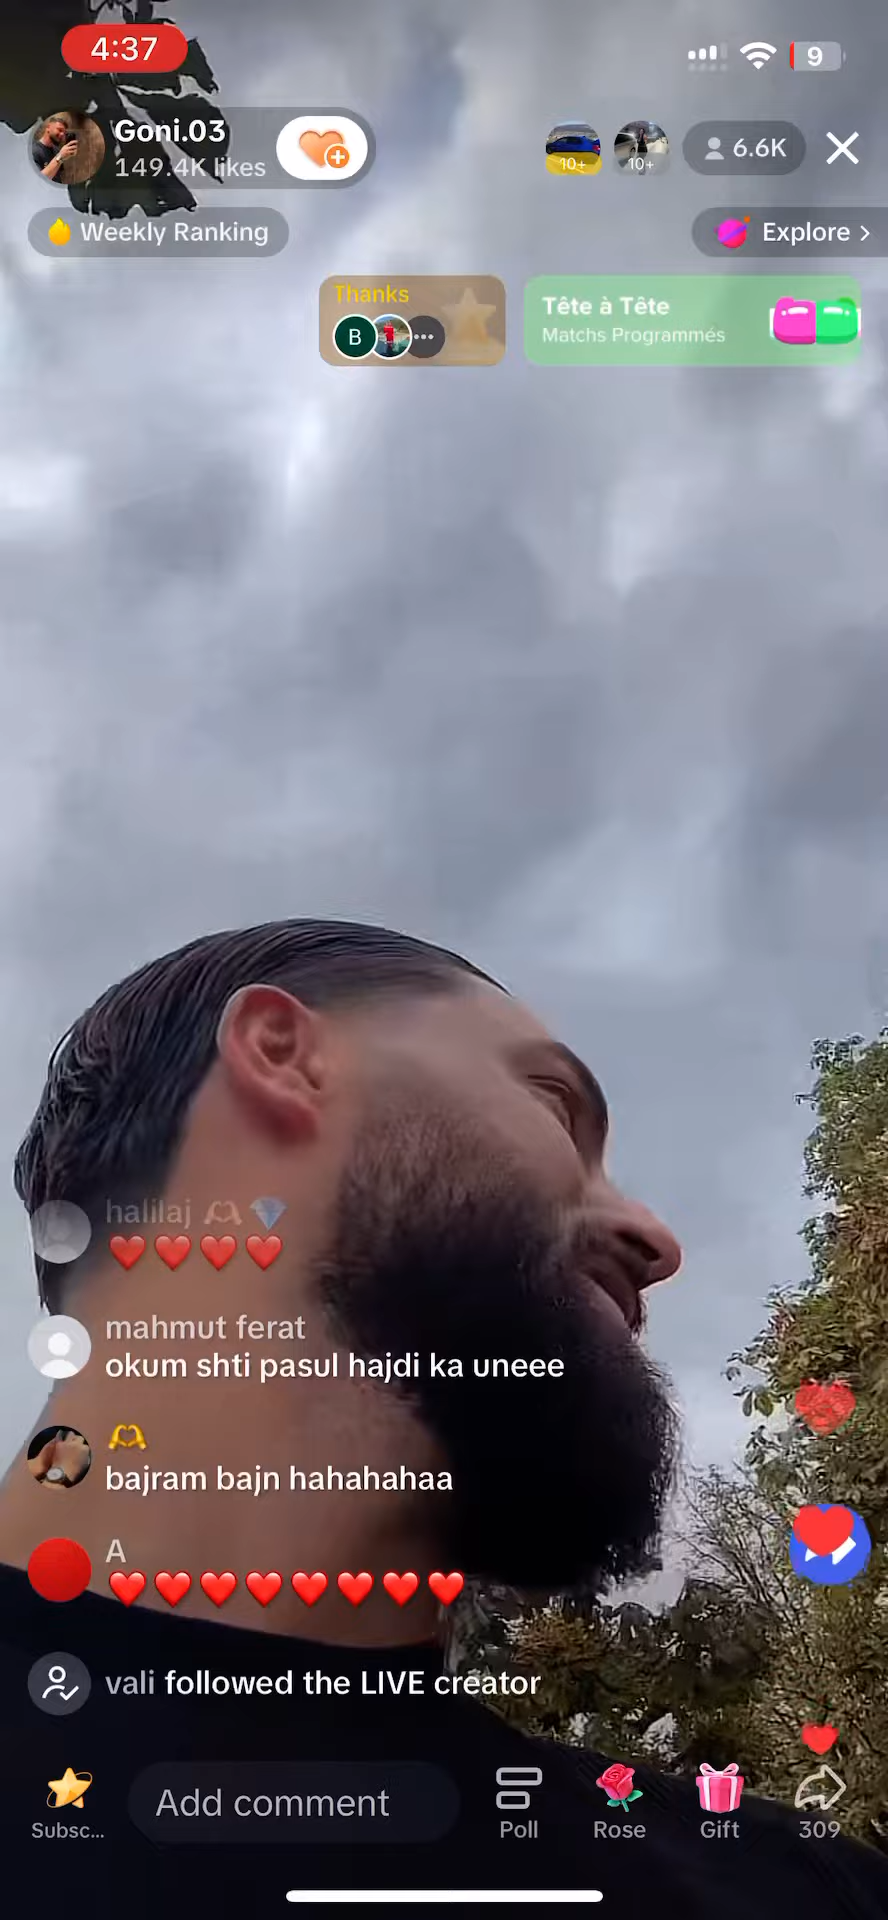 4:37
9
Goni.03
149.4K likes
10+
10+
6.6K
Weekly Ranking
Explore >
Thanks
B
Tête à Tête
Matchs Programmés
halilaj 🫶 💎
❤️ ❤️ ❤️ ❤️
mahmut ferat
okum shti pasul hajdi ka uneee
🫶
bajram bajn hahahahaa
A
❤️ ❤️ ❤️ ❤️ ❤️ ❤️ ❤️ ❤️
vali followed the LIVE creator
Subsc...
Add comment
Poll
Rose
Gift
309